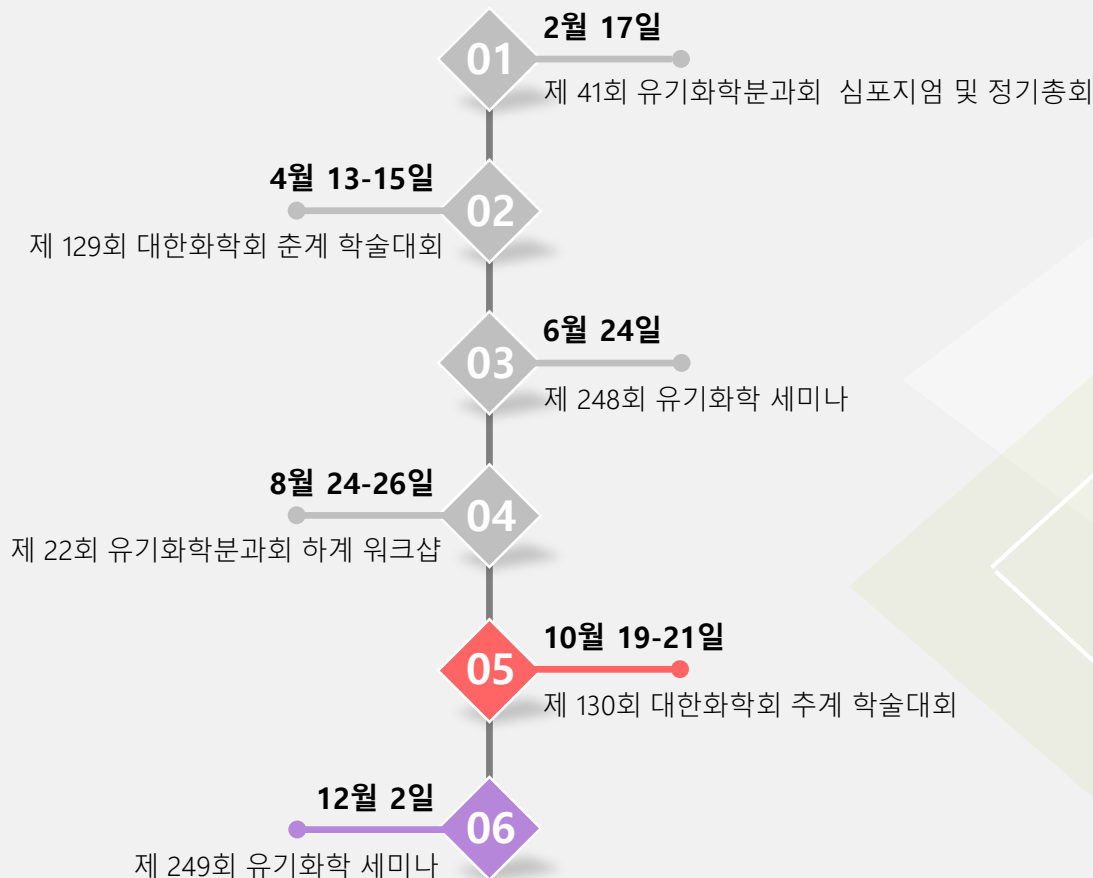 01
2월 17일
제 41회 유기화학분과회 심포지엄 및 정기총회
4월 13-15일
02
제 129회 대한화학회 춘계 학술대회
6월 24일
03
제 248회 유기화학 세미나
8월 24-26일
04
제 22회 유기화학분과회 하계 워크샵
10월 19-21일
05
제 130회 대한화학회 추계 학술대회
12월 2일
06
제 249회 유기화학 세미나